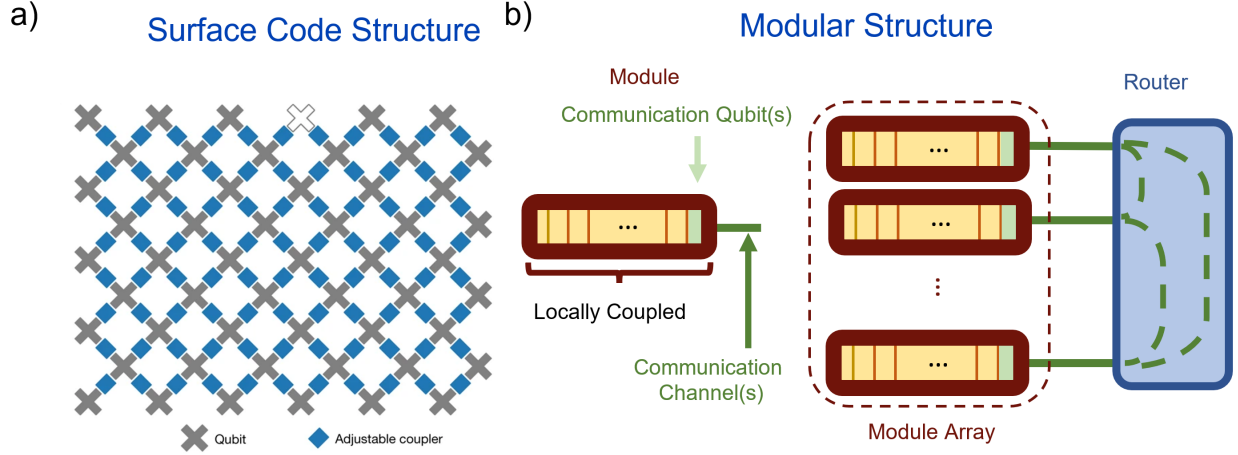 a)
Surface Code Structure
Qubit
Adjustable coupler
b)
Modular Structure
Module
Communication Qubit(s)
...
Locally Coupled
Communication
Channel(s)
...
...
...
...
Module Array
Router